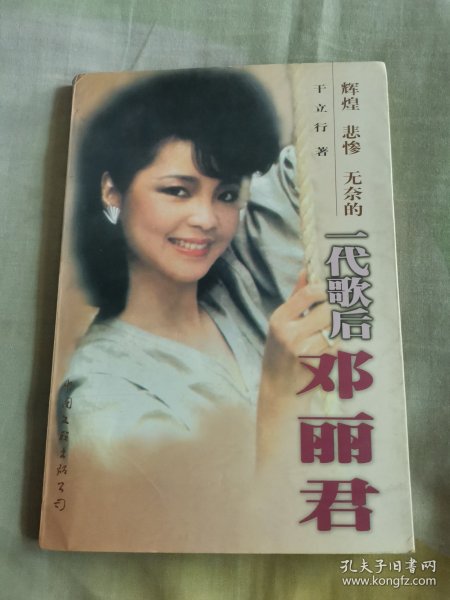 辉煌 悲惨 无奈的
于立行 著
一代歌后
邓丽君
中国文联出版公司
孔夫子旧书网
www.kongfz.com